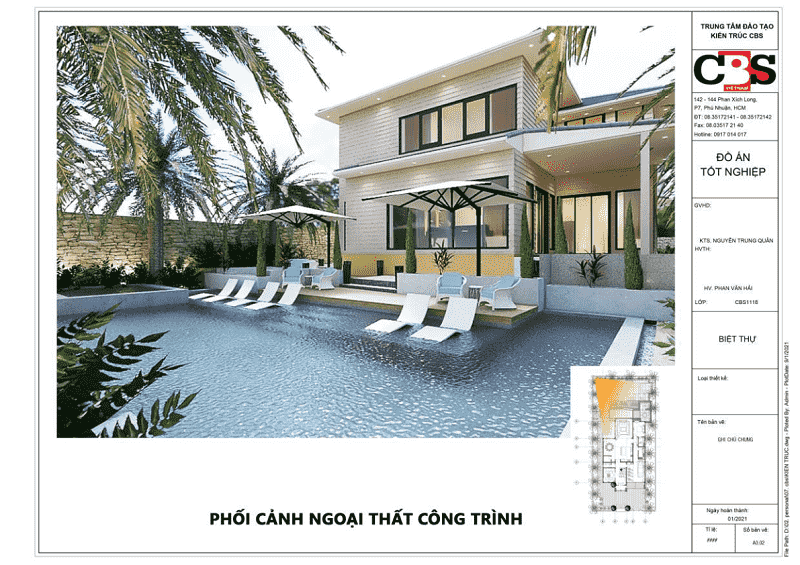 TRUNG TÂM ĐÀO TẠO
KIẾN TRÚC CBS
CBS
VIỆT NAM
142 - 144 Phan Xích Long,
P7, Phú Nhuận, HCM
ĐT: 08.35172141 - 08.35172142
Fax: 08.03517 21 40
Hotline: 0917 014 017
ĐỒ ÁN
TỐT NGHIỆP
GVHD:
KTS. NGUYỄN TRUNG QUÂN
HVTH:
HV. PHAN VĂN HẢI
LỚP: CBS1118
BIỆT THỰ
Loại thiết kế:
Tên bản vẽ:
GHI CHÚ CHUNG
Ngày hoàn thành:
01/2021
Tỉ lệ: Số bản vẽ:
#### A0.02
PHỐI CẢNH NGOẠI THẤT CÔNG TRÌNH